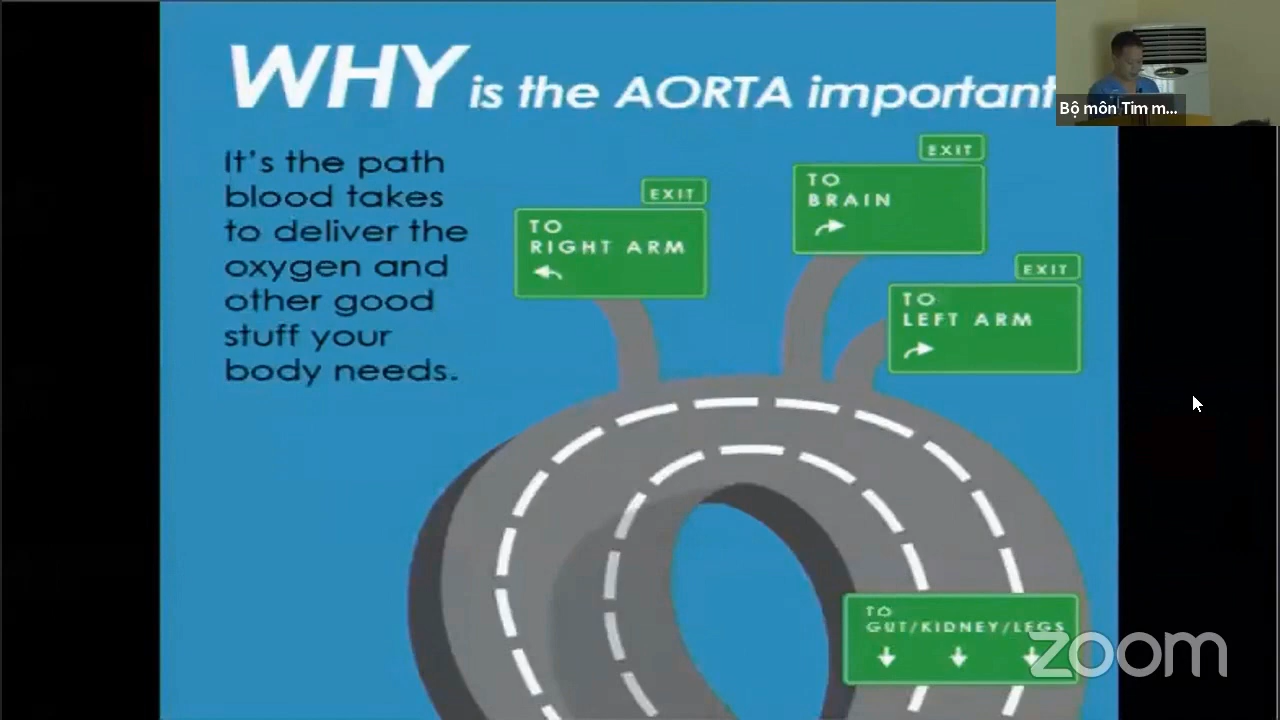 WHY is the AORTA important
It's the path
blood takes
to deliver the
oxygen and
other good
stuff your
body needs.
EXIT
TO
RIGHT ARM
EXIT
TO
BRAIN
EXIT
TO
LEFT ARM
TO
GUT/KIDNEY/LEGS
zoom
Bộ môn Tim m...